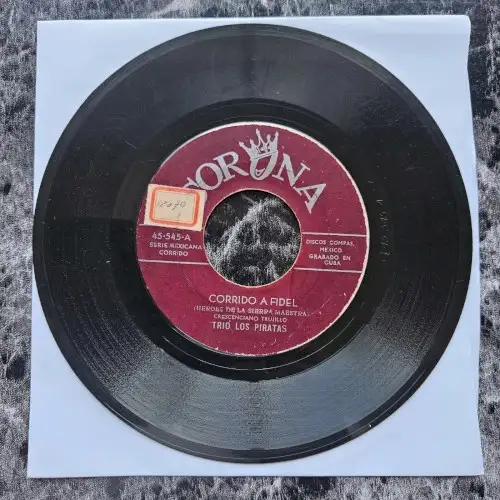 CORONA
45-545-A
SERIE MEXICANA
CORRIDO
DISCOS COMPAS,
MEXICO
GRABADO EN
CUBA
CORRIDO A FIDEL
(HEROES DE LA SIERRA MAESTRA)
CRESCENCIANO TRUJILLO
TRIO LOS PIRATAS